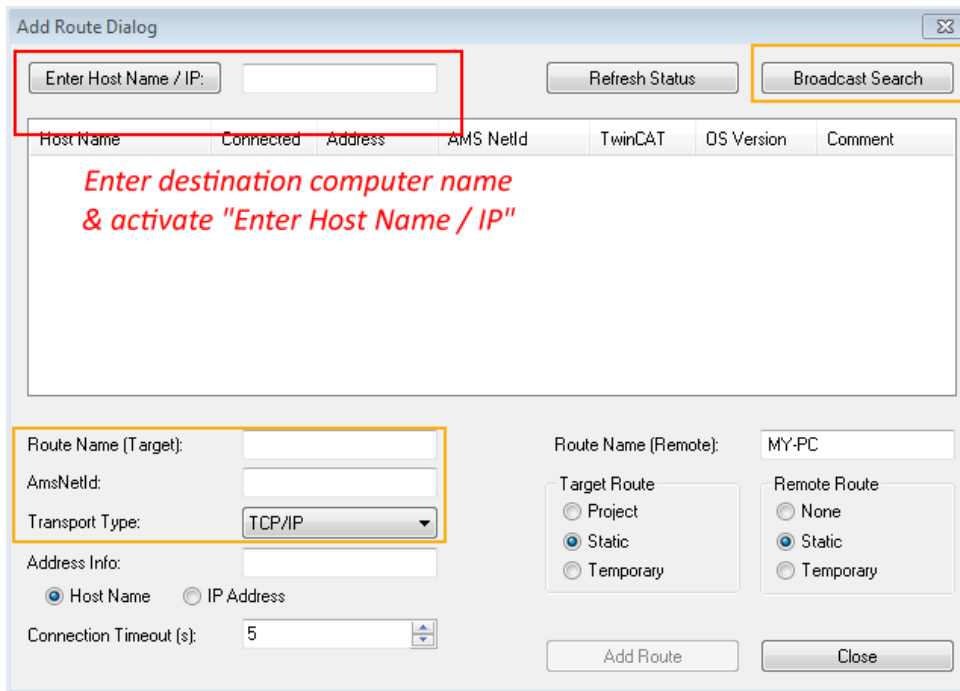 Add Route Dialog
Enter Host Name / IP:
Refresh Status
Broadcast Search
Host Name Connected Address AMS NetId TwinCAT OS Version Comment
Enter destination computer name
& activate "Enter Host Name / IP"
Route Name (Target):
Route Name (Remote): MY-PC
AmsNetId:
Target Route
Remote Route
Project
None
Transport Type: TCP/IP
Static
Static
Address Info:
Temporary
Temporary
Host Name IP Address
Connection Timeout (s): 5
Add Route
Close